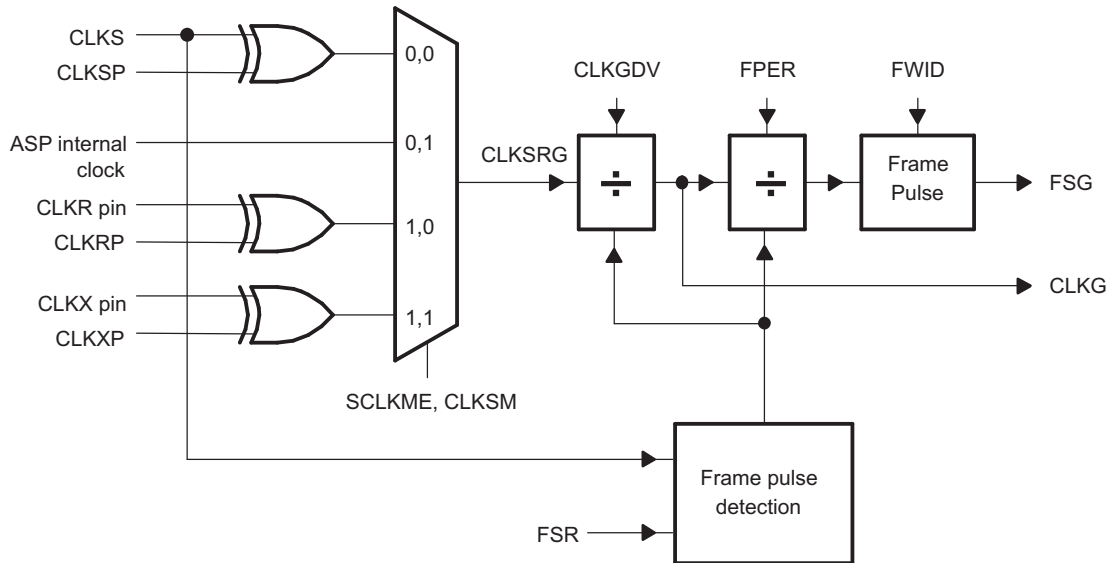 CLKS
CLKSP
ASP internal
clock
CLKR pin
CLKRP
CLKX pin
CLKXP
0,0
0,1
1,0
1,1
SCLKME, CLKSM
CLKSRG
CLKGDV
÷
FPER
÷
FWID
Frame
Pulse
FSG
CLKG
Frame pulse
detection
FSR